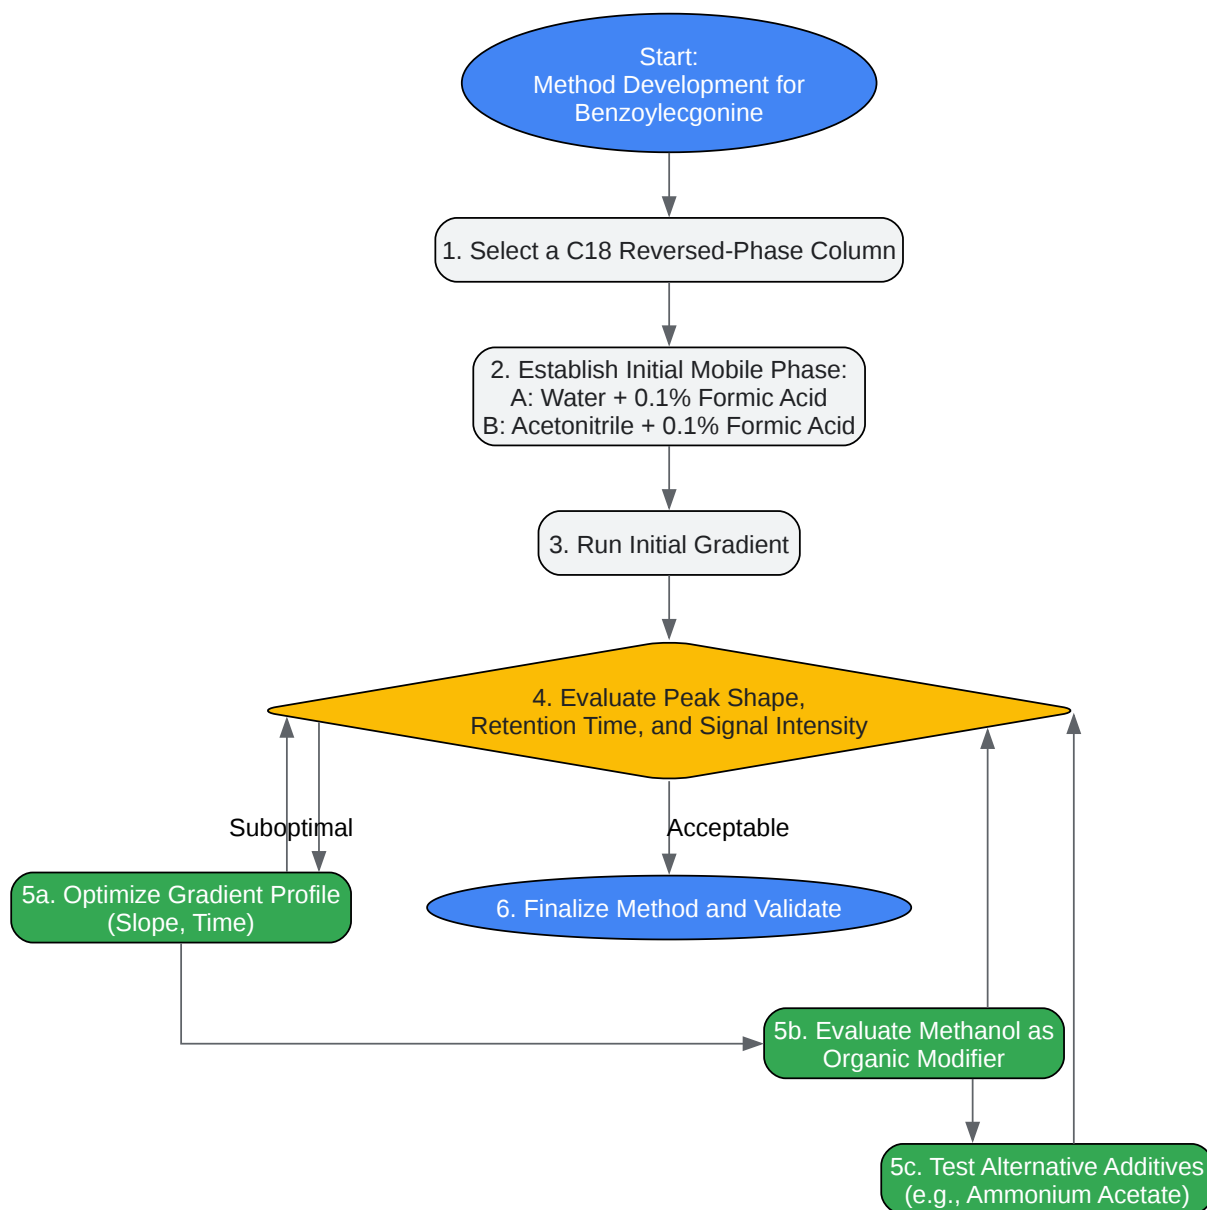 Start:
Method Development for
Benzoylecgonine
1. Select a C18 Reversed-Phase Column
2. Establish Initial Mobile Phase:
A: Water + 0.1% Formic Acid
B: Acetonitrile + 0.1% Formic Acid
3. Run Initial Gradient
4. Evaluate Peak Shape,
Retention Time, and Signal Intensity
Suboptimal
Acceptable
5a. Optimize Gradient Profile
(Slope, Time)
6. Finalize Method and Validate
5b. Evaluate Methanol as
Organic Modifier
5c. Test Alternative Additives
(e.g., Ammonium Acetate)